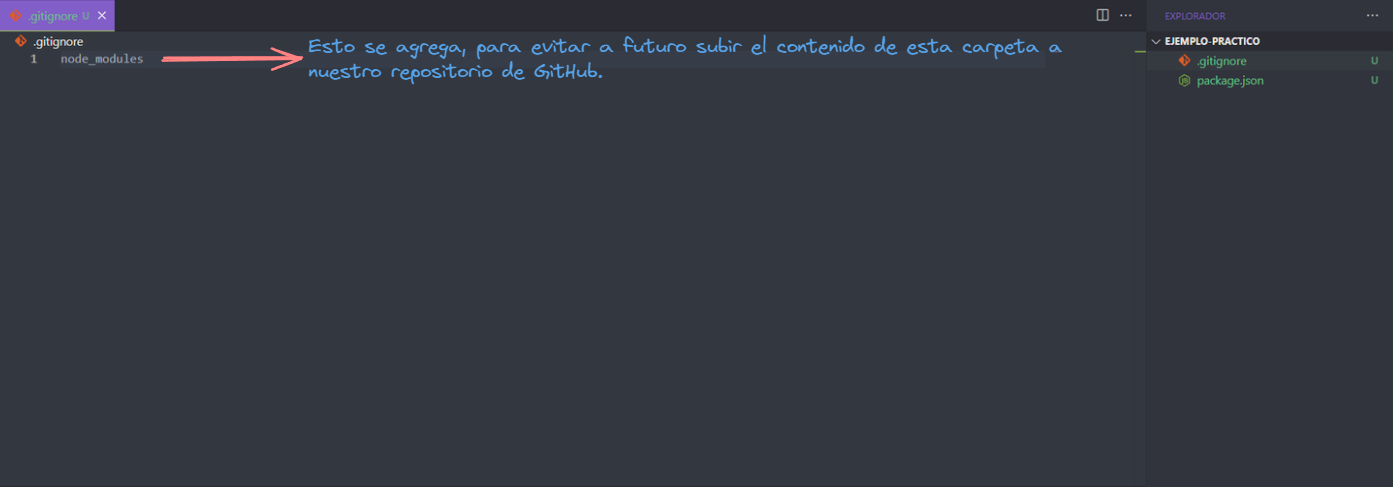 .gitignore U
EXPLORADOR
.gitignore
EJEMPLO-PRACTICO
1 node_modules
Esto se agrega, para evitar a futuro subir el contenido de esta carpeta a
nuestro repositorio de GitHub.
.gitignore U
package.json U